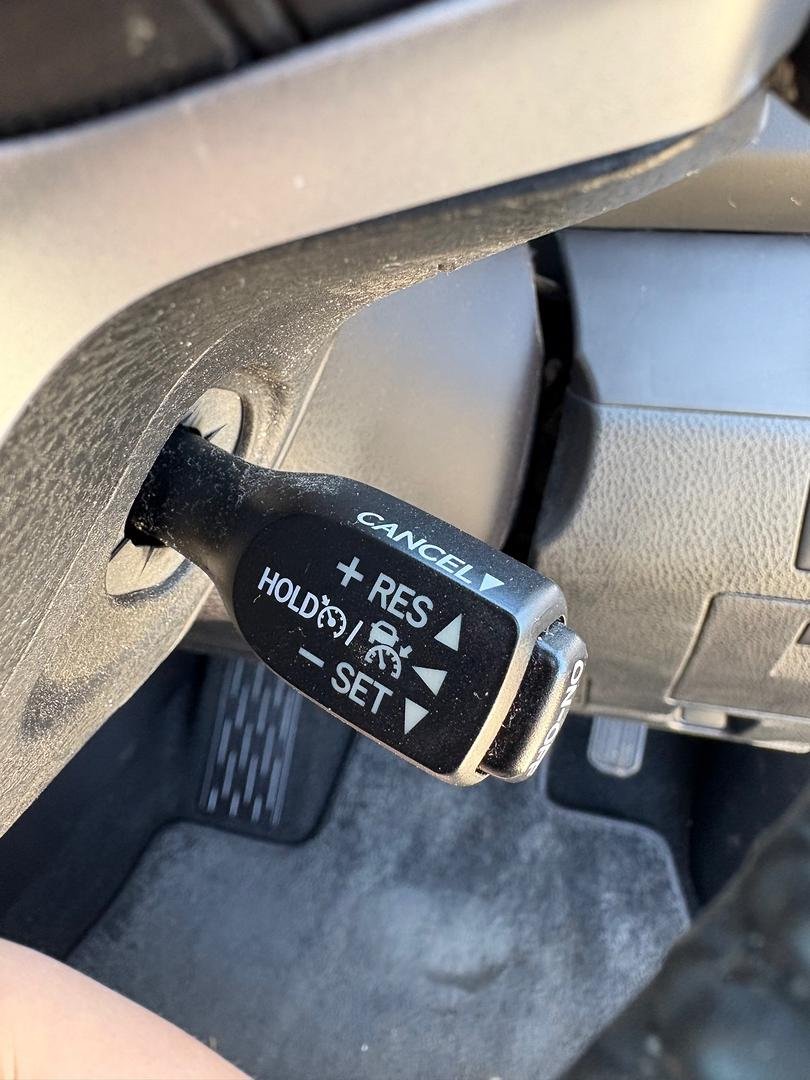 CANCEL▼
+ RES ▲
HOLD /
− SET ▼
ON-OFF